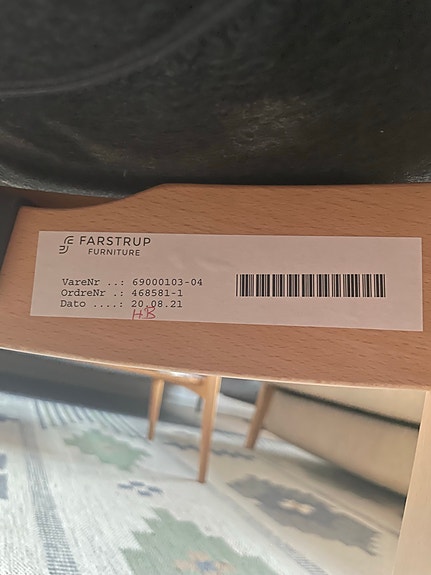 FARSTRUP
FURNITURE
VareNr ..: 69000103-04
OrdreNr .: 468581-1
Dato ....: 20.08.21
HB